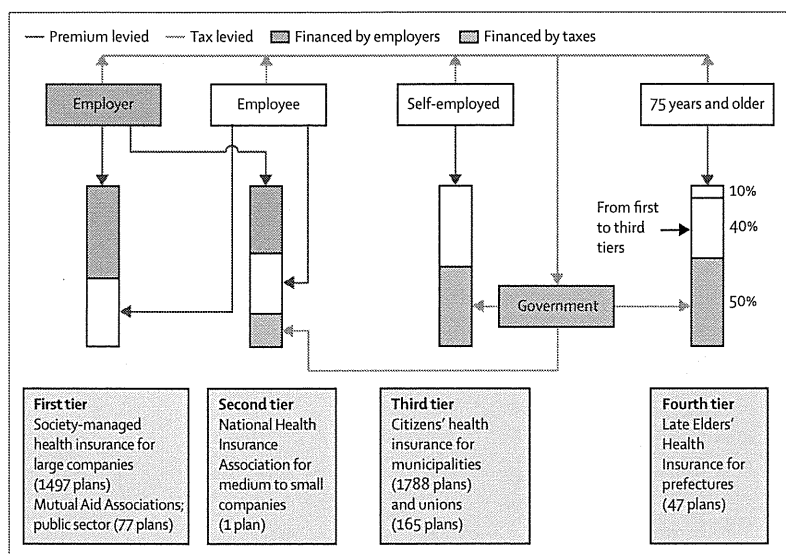 Premium levied Tax levied Financed by employers Financed by taxes
Employer Employee Self-employed 75 years and older
10%
From first
to third
tiers
40%
Government
50%
First tier
Society-managed
health insurance for
large companies
(1497 plans)
Mutual Aid Associations;
public sector (77 plans)
Second tier
National Health
Insurance
Association for
medium to small
companies
(1 plan)
Third tier
Citizens' health
insurance for
municipalities
(1788 plans)
and unions
(165 plans)
Fourth tier
Late Elders'
Health
Insurance for
prefectures
(47 plans)